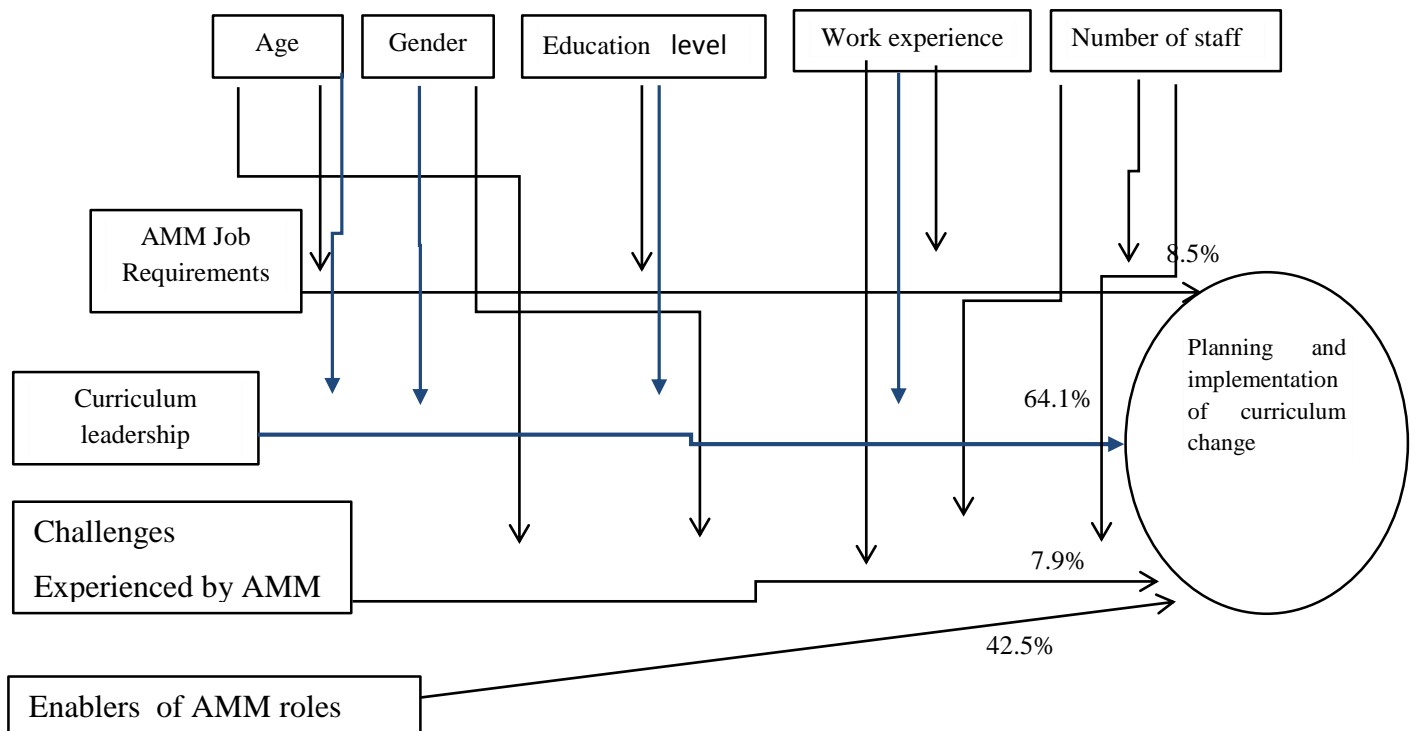 Age
Gender
Education level
Work experience
Number of staff
AMM Job
Requirements
8.5%
Curriculum
leadership
64.1%
Planning and
implementation
of curriculum
change
Challenges
Experienced by AMM
7.9%
42.5%
Enablers of AMM roles